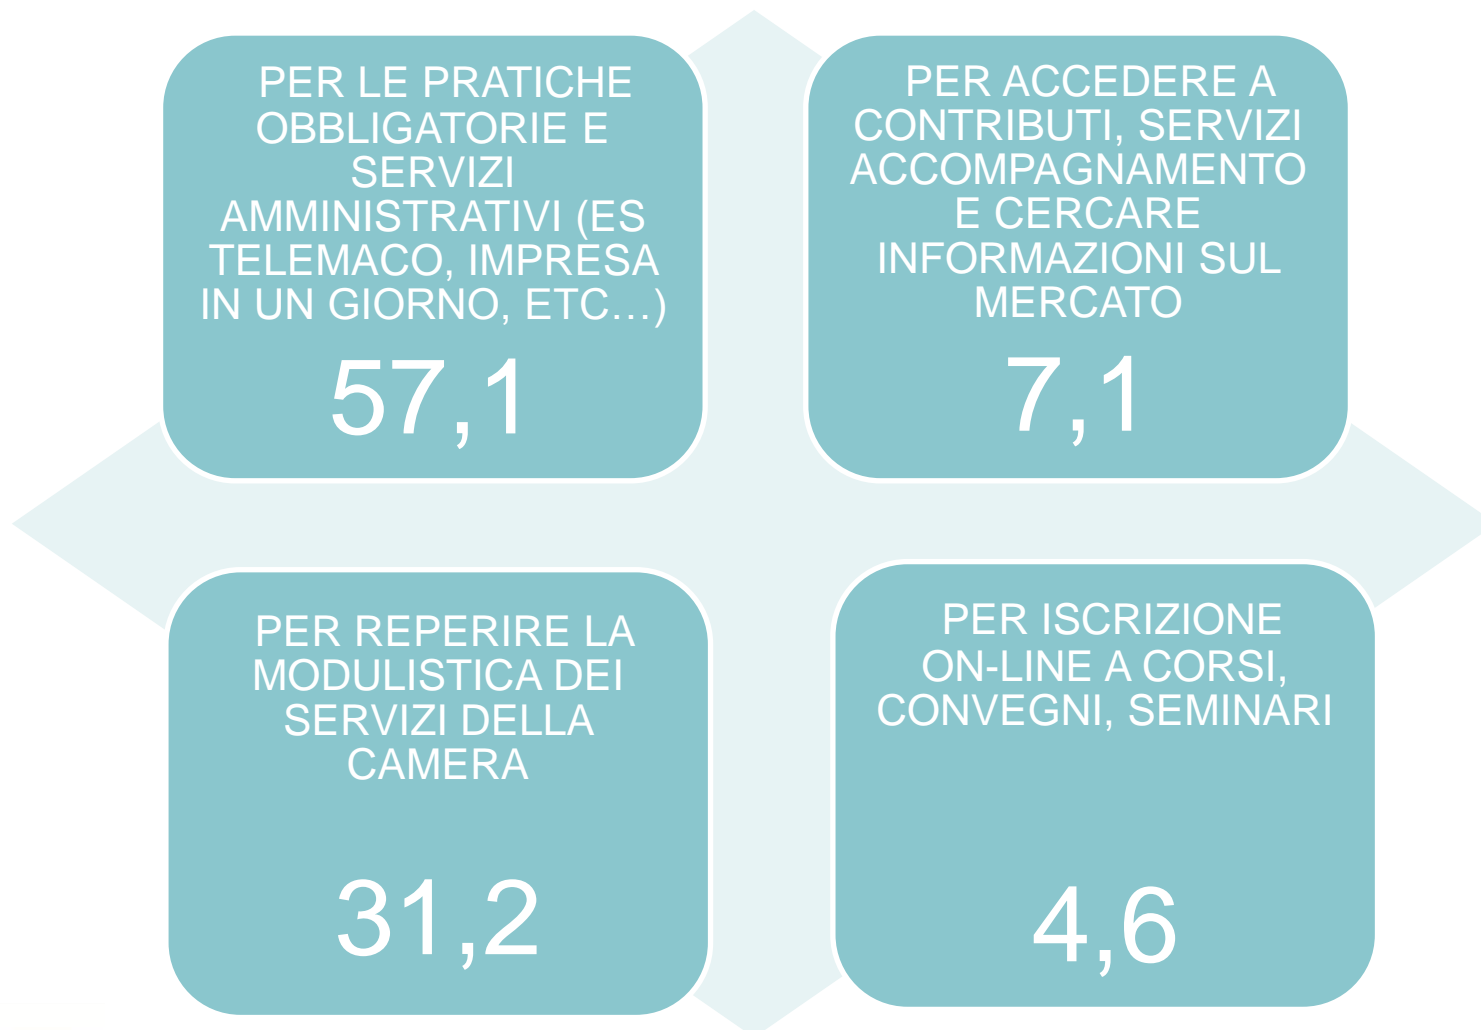 PER LE PRATICHE
OBBLIGATORIE E
SERVIZI
AMMINISTRATIVI (ES
TELEMACO, IMPRESA
IN UN GIORNO, ETC…)
57,1
PER ACCEDERE A
CONTRIBUTI, SERVIZI
ACCOMPAGNAMENTO
E CERCARE
INFORMAZIONI SUL
MERCATO
7,1
PER REPERIRE LA
MODULISTICA DEI
SERVIZI DELLA
CAMERA
31,2
PER ISCRIZIONE
ON-LINE A CORSI,
CONVEGNI, SEMINARI
4,6